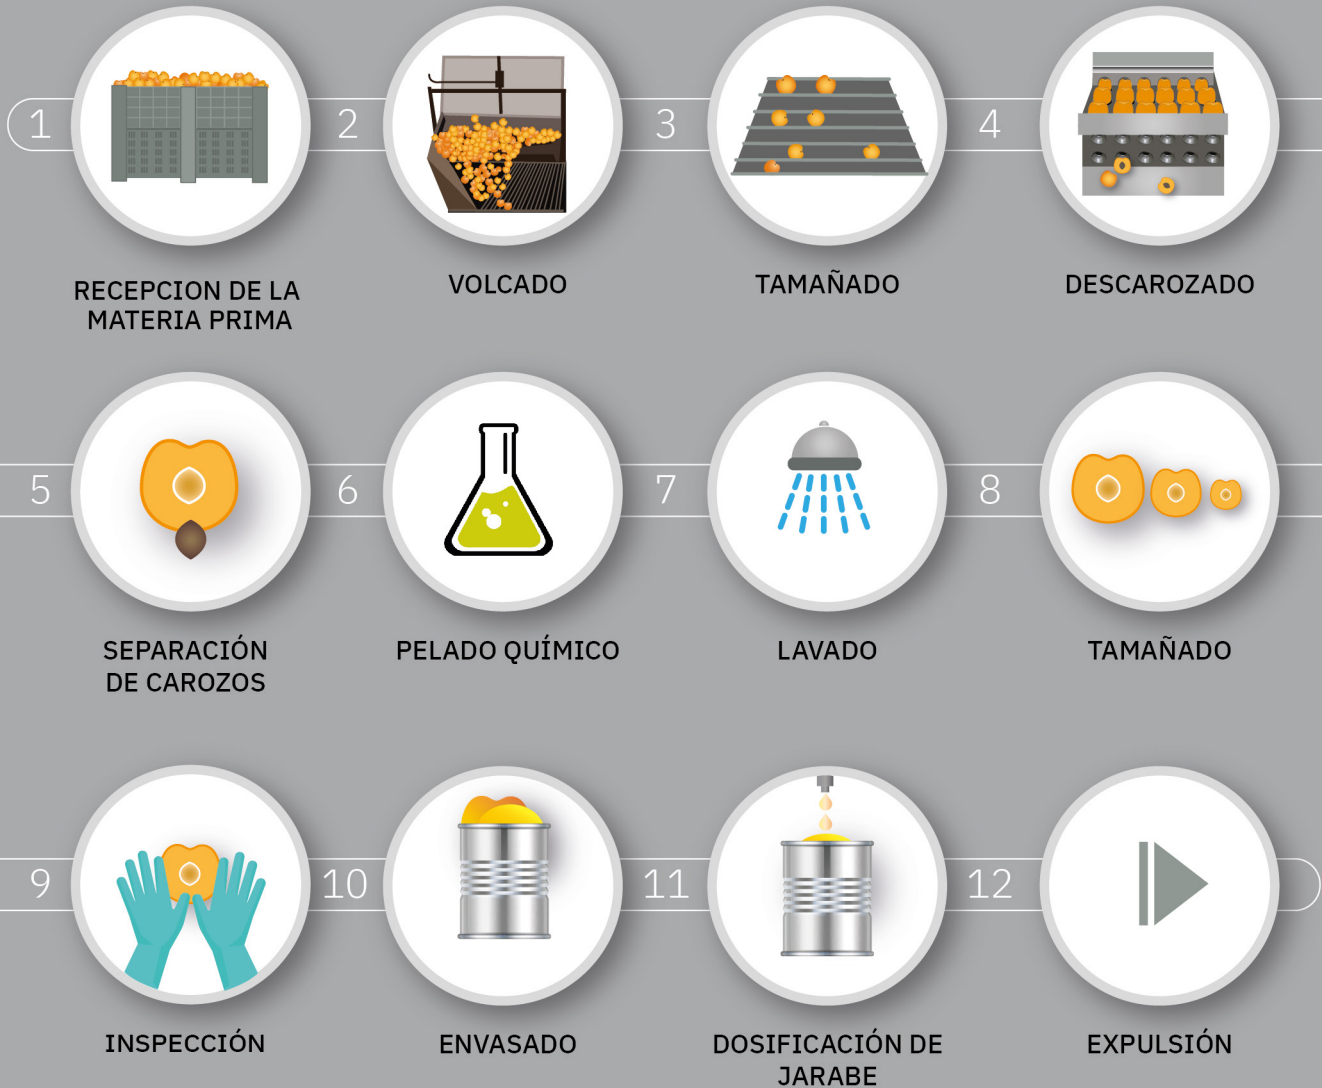 1
2
3
4
RECEPCION DE LA
MATERIA PRIMA
VOLCADO
TAMAÑADO
DESCAROZADO
5
6
7
8
SEPARACIÓN
DE CAROZOS
PELADO QUÍMICO
LAVADO
TAMAÑADO
9
10
11
12
INSPECCIÓN
ENVASADO
DOSIFICACIÓN DE
JARABE
EXPULSIÓN